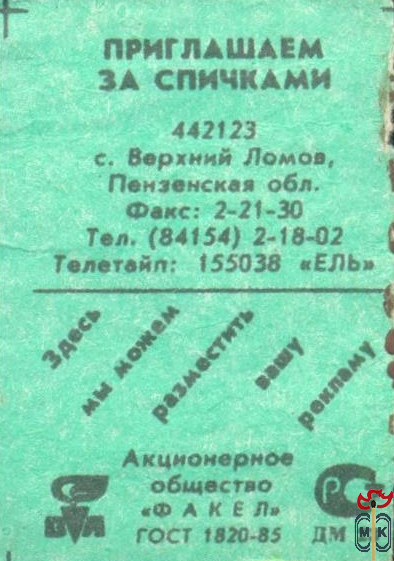 ПРИГЛАШАЕМ
ЗА СПИЧКАМИ
442123
с. Верхний Ломов,
Пензенская обл.
Факс: 2-21-30
Тел. (84154) 2-18-02
Телетайп: 155038 «ЕЛЬ»
Здесь
мы можем
разместить
вашу
рекламу
Акционерное
общество
«ФАКЕЛ»
ГОСТ 1820-85
РС
ДМ
МК